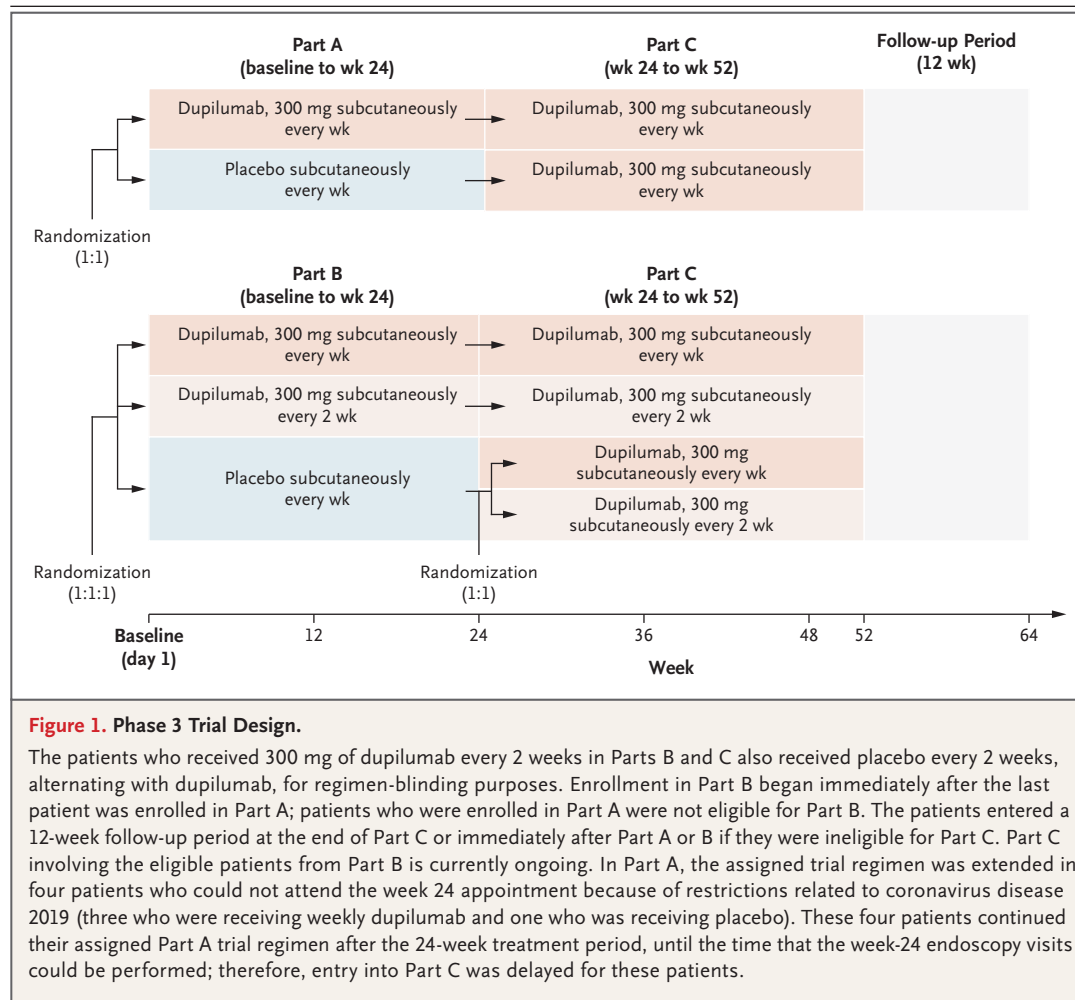 Part A
(baseline to wk 24)
Part C
(wk 24 to wk 52)
Follow-up Period
(12 wk)
Dupilumab, 300 mg subcutaneously
every wk
Dupilumab, 300 mg subcutaneously
every wk
Placebo subcutaneously
every wk
Dupilumab, 300 mg subcutaneously
every wk
Randomization
(1:1)
Part B
(baseline to wk 24)
Part C
(wk 24 to wk 52)
Dupilumab, 300 mg subcutaneously
every wk
Dupilumab, 300 mg subcutaneously
every wk
Dupilumab, 300 mg subcutaneously
every 2 wk
Dupilumab, 300 mg subcutaneously
every 2 wk
Placebo subcutaneously
every wk
Dupilumab, 300 mg
subcutaneously every wk
Dupilumab, 300 mg
subcutaneously every 2 wk
Randomization
(1:1:1)
Randomization
(1:1)
Baseline
(day 1)
12
24
36
48
52
64
Week
Figure 1. Phase 3 Trial Design.
The patients who received 300 mg of dupilumab every 2 weeks in Parts B and C also received placebo every 2 weeks,
alternating with dupilumab, for regimen-blinding purposes. Enrollment in Part B began immediately after the last
patient was enrolled in Part A; patients who were enrolled in Part A were not eligible for Part B. The patients entered a
12-week follow-up period at the end of Part C or immediately after Part A or B if they were ineligible for Part C. Part C
involving the eligible patients from Part B is currently ongoing. In Part A, the assigned trial regimen was extended in
four patients who could not attend the week 24 appointment because of restrictions related to coronavirus disease
2019 (three who were receiving weekly dupilumab and one who was receiving placebo). These four patients continued
their assigned Part A trial regimen after the 24-week treatment period, until the time that the week-24 endoscopy visits
could be performed; therefore, entry into Part C was delayed for these patients.